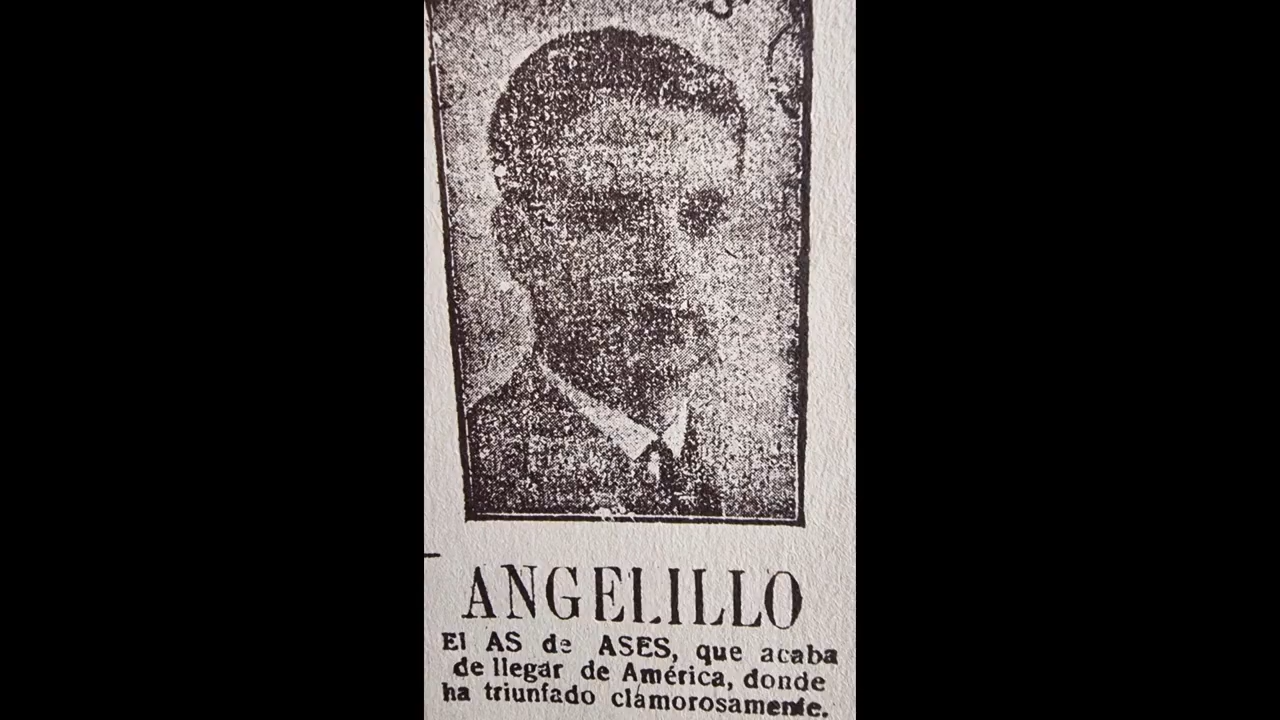 ANGELILLO
El AS de ASES, que acaba
de llegar de América, donde
ha triunfado clamorosamente.